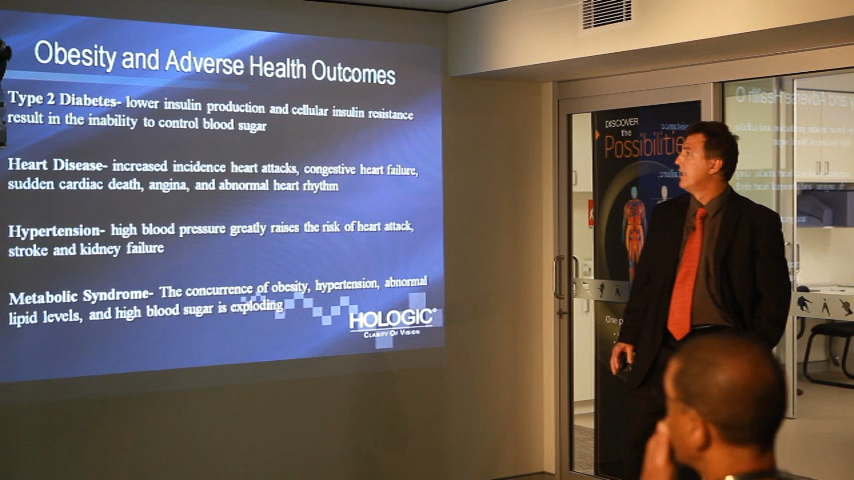 Obesity and Adverse Health Outcomes
Type 2 Diabetes- lower insulin production and cellular insulin resistance
result in the inability to control blood sugar
Heart Disease- increased incidence heart attacks, congestive heart failure,
sudden cardiac death, angina, and abnormal heart rhythm
Hypertension- high blood pressure greatly raises the risk of heart attack,
stroke and kidney failure
Metabolic Syndrome- The concurrence of obesity, hypertension, abnormal
lipid levels, and high blood sugar is exploding
HOLOGIC®
CLARITY OF VISION
DISCOVER
the
Possibilitie
One p